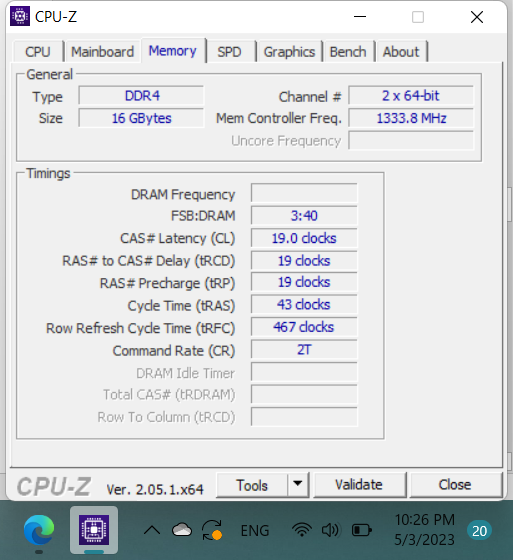 CPU-Z
CPU Mainboard Memory SPD Graphics Bench About
General
Type DDR4 Channel # 2 x 64-bit
Size 16 GBytes Mem Controller Freq. 1333.8 MHz
Uncore Frequency
Timings
DRAM Frequency
FSB:DRAM 3:40
CAS# Latency (CL) 19.0 clocks
RAS# to CAS# Delay (tRCD) 19 clocks
RAS# Precharge (tRP) 19 clocks
Cycle Time (tRAS) 43 clocks
Row Refresh Cycle Time (tRFC) 467 clocks
Command Rate (CR) 2T
DRAM Idle Timer
Total CAS# (tRDRAM)
Row To Column (tRCD)
CPU-Z Ver. 2.05.1.x64 Tools Validate Close
ENG 10:26 PM
5/3/2023 20